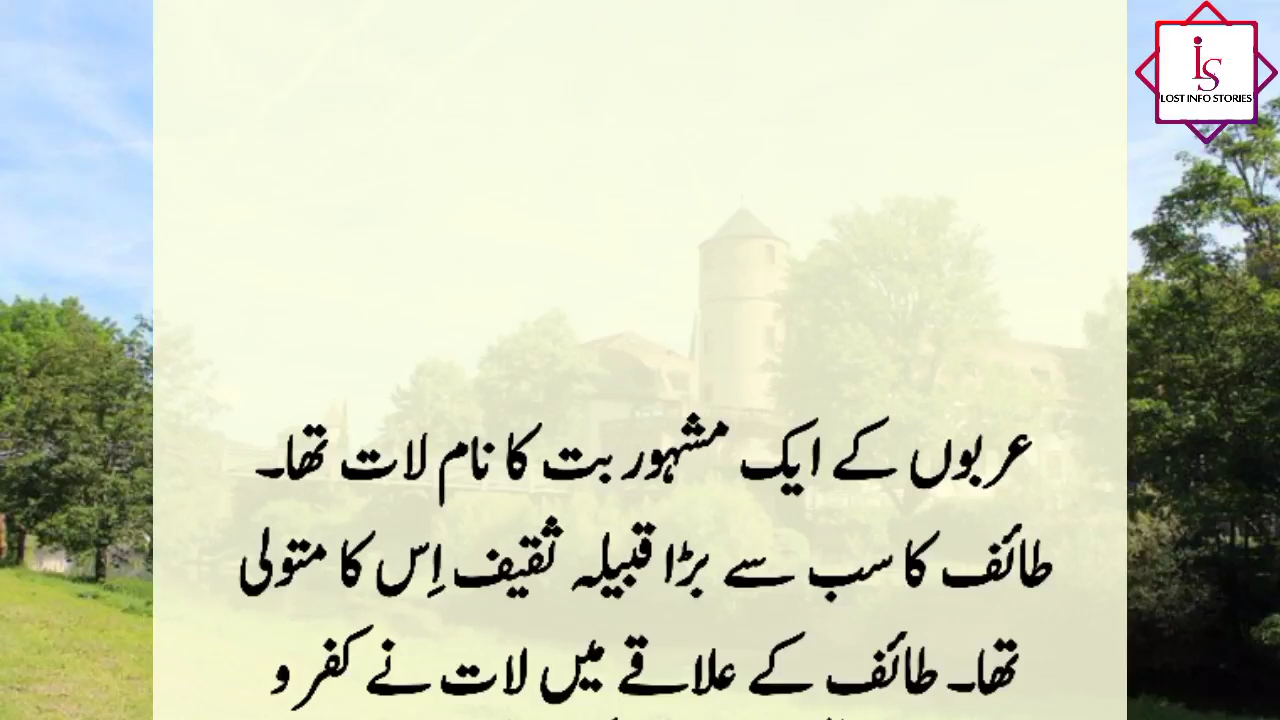 LS
LOST INFO STORIES
عربوں کے ایک مشہور بت کا نام لات تھا۔
طائف کا سب سے بڑا قبیلہ ثقیف اِس کا متولی
تھا۔ طائف کے علاقے میں لات نے کفر و